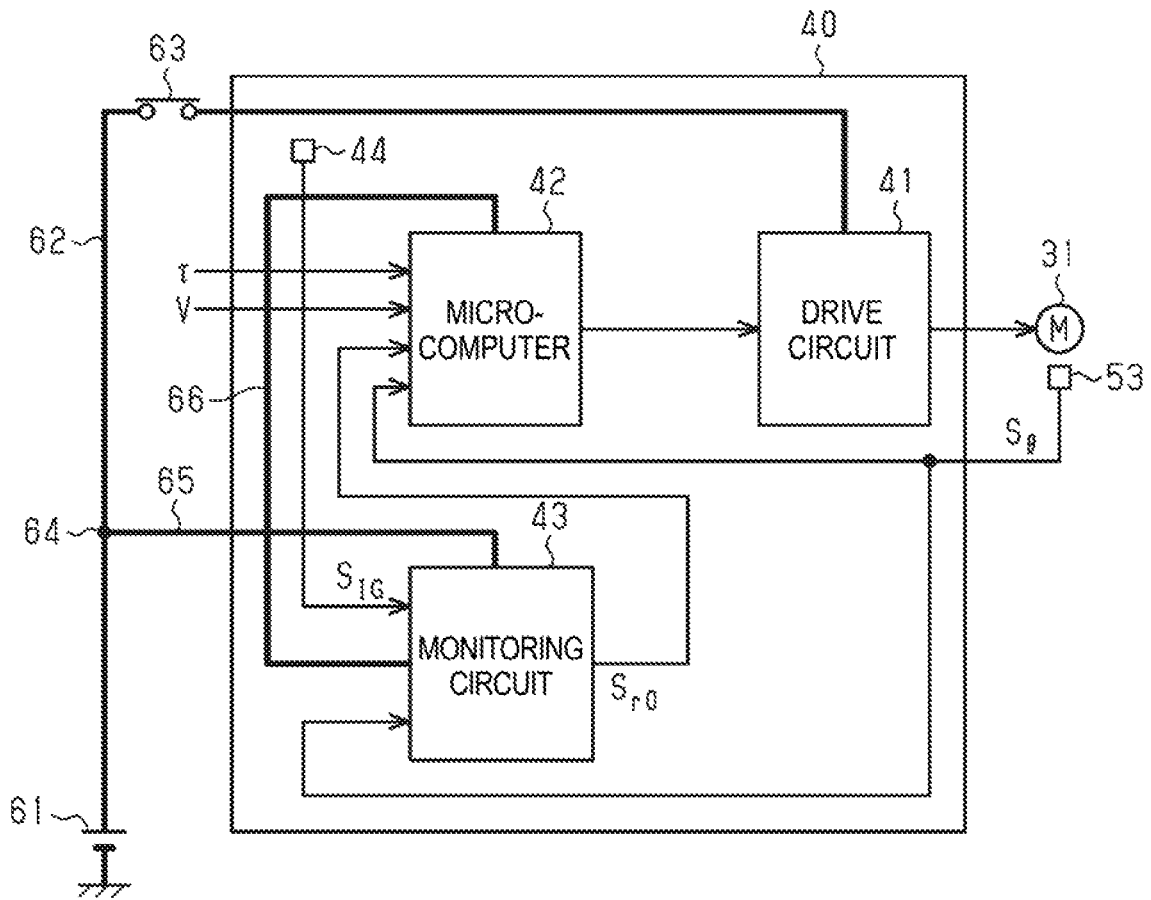 40
63
44
42
41
62
31
τ
V
MICRO-
COMPUTER
DRIVE
CIRCUIT
M
66
53
Sθ
65
64
43
SIG
MONITORING
CIRCUIT
Sr0
61